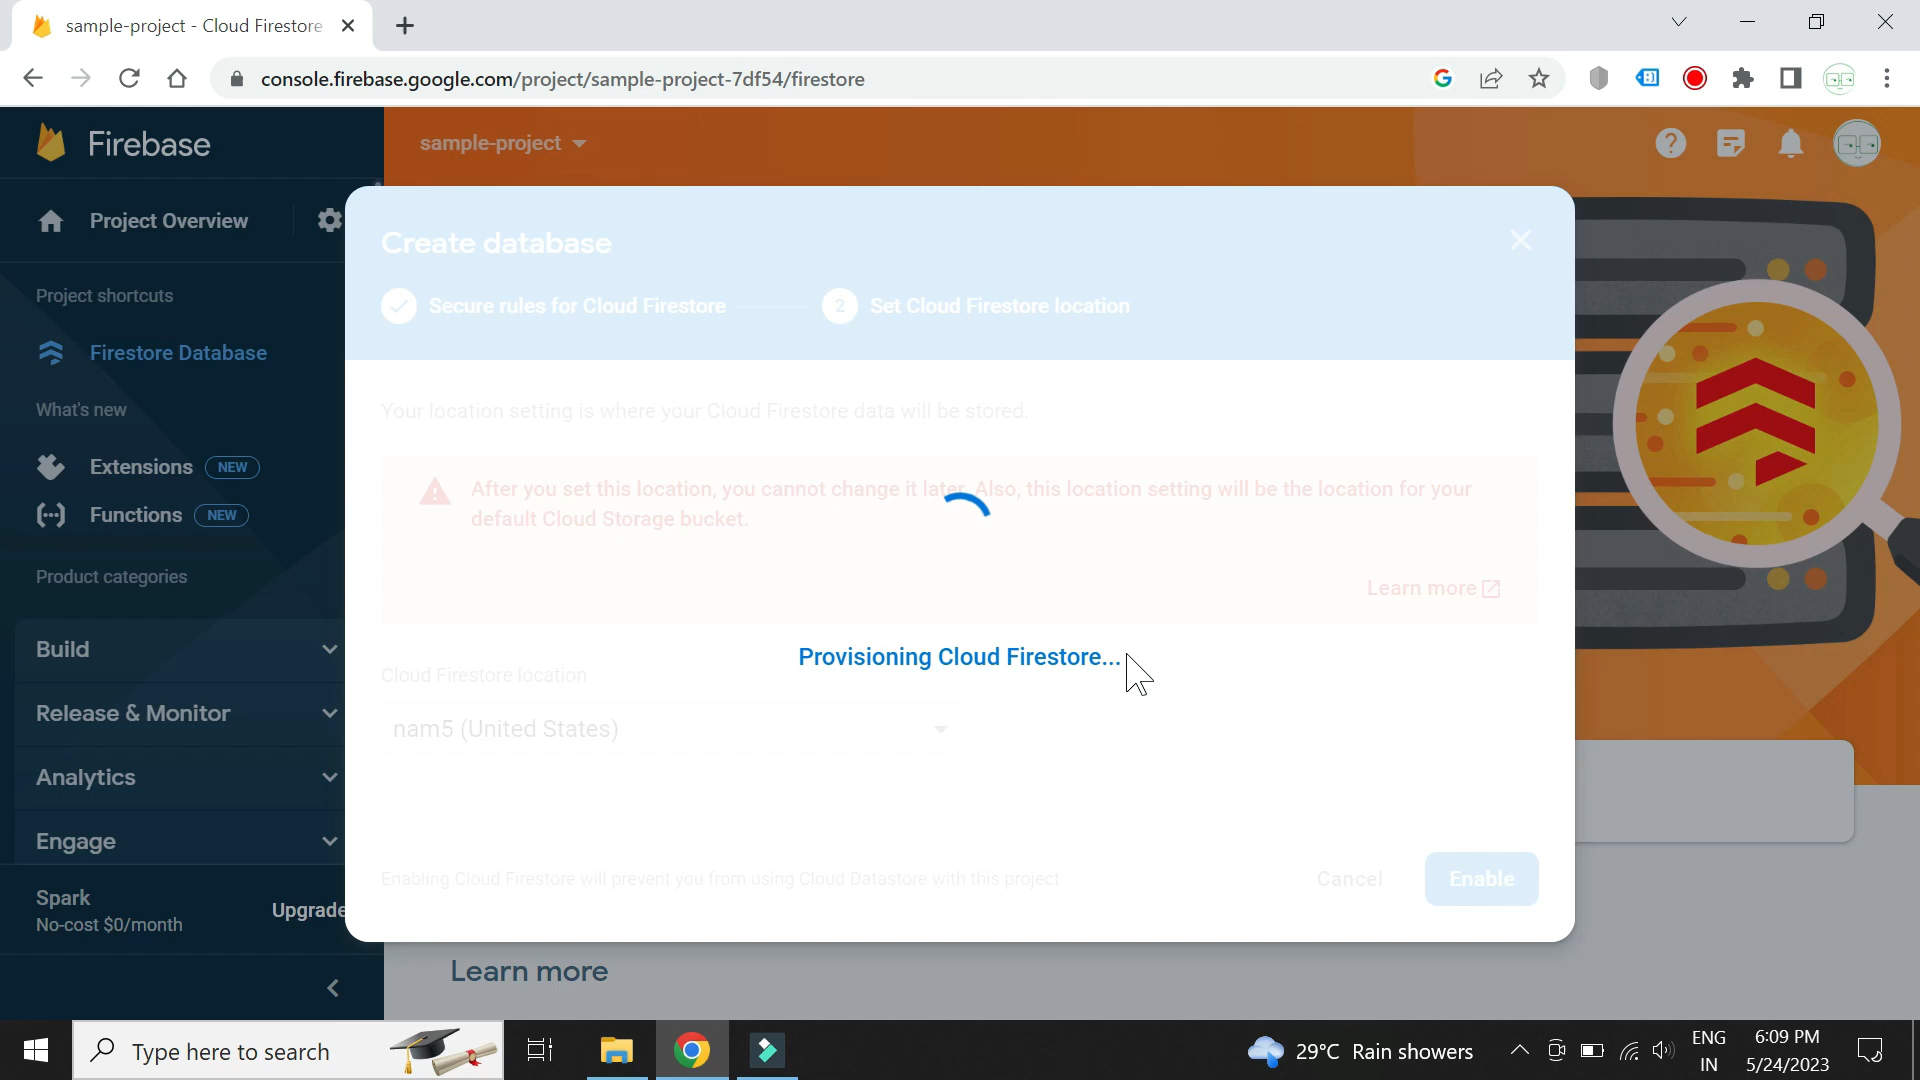 sample-project - Cloud Firestore
console.firebase.google.com/project/sample-project-7df54/firestore
Firebase
sample-project
Project Overview
Create database
Project shortcuts
Secure rules for Cloud Firestore
2 Set Cloud Firestore location
Firestore Database
What's new
Your location setting is where your Cloud Firestore data will be stored.
Extensions NEW
After you set this location, you cannot change it later. Also, this location setting will be the location for your
default Cloud Storage bucket.
Functions NEW
Product categories
Learn more
Build
Provisioning Cloud Firestore...
Cloud Firestore location
Release & Monitor
nam5 (United States)
Analytics
Engage
Enabling Cloud Firestore will prevent you from using Cloud Datastore with this project
Cancel
Enable
Spark
No-cost $0/month
Upgrade
Learn more
Type here to search
29°C Rain showers
ENG
IN
6:09 PM
5/24/2023